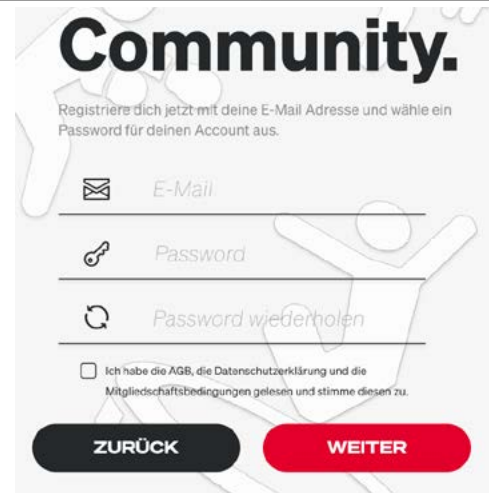 Community.
Registriere dich jetzt mit deine E-Mail Adresse und wähle ein
Password für deinen Account aus.
E-Mail
Password
Password wiederholen
Ich habe die AGB, die Datenschutzerklärung und die
Mitgliedschaftsbedingungen gelesen und stimme diesen zu.
ZURÜCK
WEITER